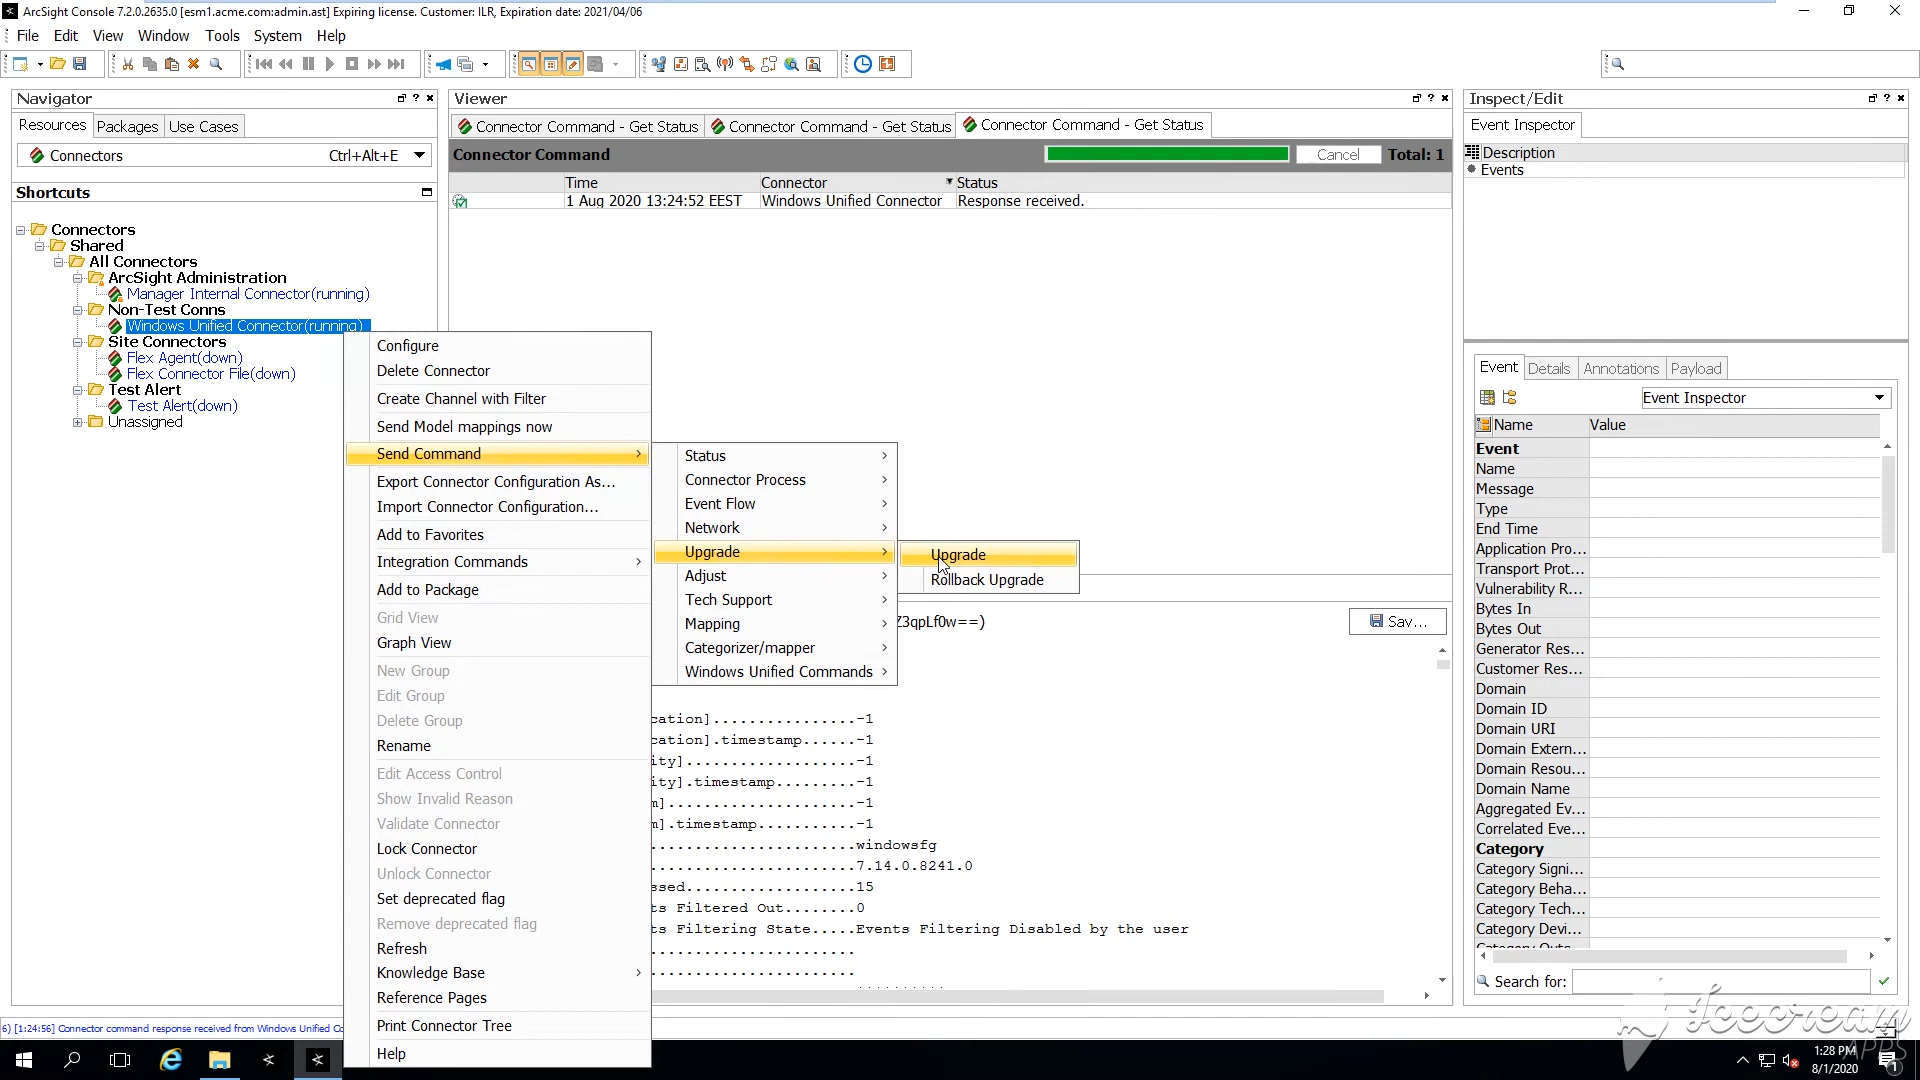 ArcSight Console 7.2.0.2635.0 [esm1.acme.com:admin.ast] Expiring license. Customer: ILR, Expiration date: 2021/04/06
File Edit View Window Tools System Help
Navigator
Resources Packages Use Cases
Connectors Ctrl+Alt+E
Shortcuts
Connectors
Shared
All Connectors
ArcSight Administration
Manager Internal Connector(running)
Non-Test Conns
Windows Unified Connector(running)
Site Connectors
Flex Agent(down)
Flex Connector File(down)
Test Alert
Test Alert(down)
Unassigned
Configure
Delete Connector
Create Channel with Filter
Send Model mappings now
Send Command
Export Connector Configuration As...
Import Connector Configuration...
Add to Favorites
Integration Commands
Add to Package
Grid View
Graph View
New Group
Edit Group
Delete Group
Rename
Edit Access Control
Show Invalid Reason
Validate Connector
Lock Connector
Unlock Connector
Set deprecated flag
Remove deprecated flag
Refresh
Knowledge Base
Reference Pages
Print Connector Tree
Help
Status
Connector Process
Event Flow
Network
Upgrade
Adjust
Tech Support
Mapping
Categorizer/mapper
Windows Unified Commands
Upgrade
Rollback Upgrade
Viewer
Connector Command - Get Status Connector Command - Get Status Connector Command - Get Status
Connector Command Cancel Total: 1
Time Connector Status
1 Aug 2020 13:24:52 EEST Windows Unified Connector Response received.
Z3qpLf0w==) Sav...
cation]................-1
cation].timestamp......-1
ity]...................-1
ity].timestamp.........-1
m].....................-1
m].timestamp...........-1
.......................windowsfg
.......................7.14.0.8241.0
ssed...................15
ts Filtered Out........0
ts Filtering State.....Events Filtering Disabled by the user
Inspect/Edit
Event Inspector
Description
Events
Event Details Annotations Payload
Event Inspector
Name Value
Event
Name
Message
Type
End Time
Application Pro...
Transport Prot...
Vulnerability R...
Bytes In
Bytes Out
Generator Res...
Customer Res...
Domain
Domain ID
Domain URI
Domain Extern...
Domain Resou...
Domain Name
Aggregated Ev...
Correlated Eve...
Category
Category Signi...
Category Beha...
Category Tech...
Category Devi...
Search for:
6) [1:24:56] Connector command response received from Windows Unified Co
Icecream
APPS
1:28 PM
8/1/2020
1